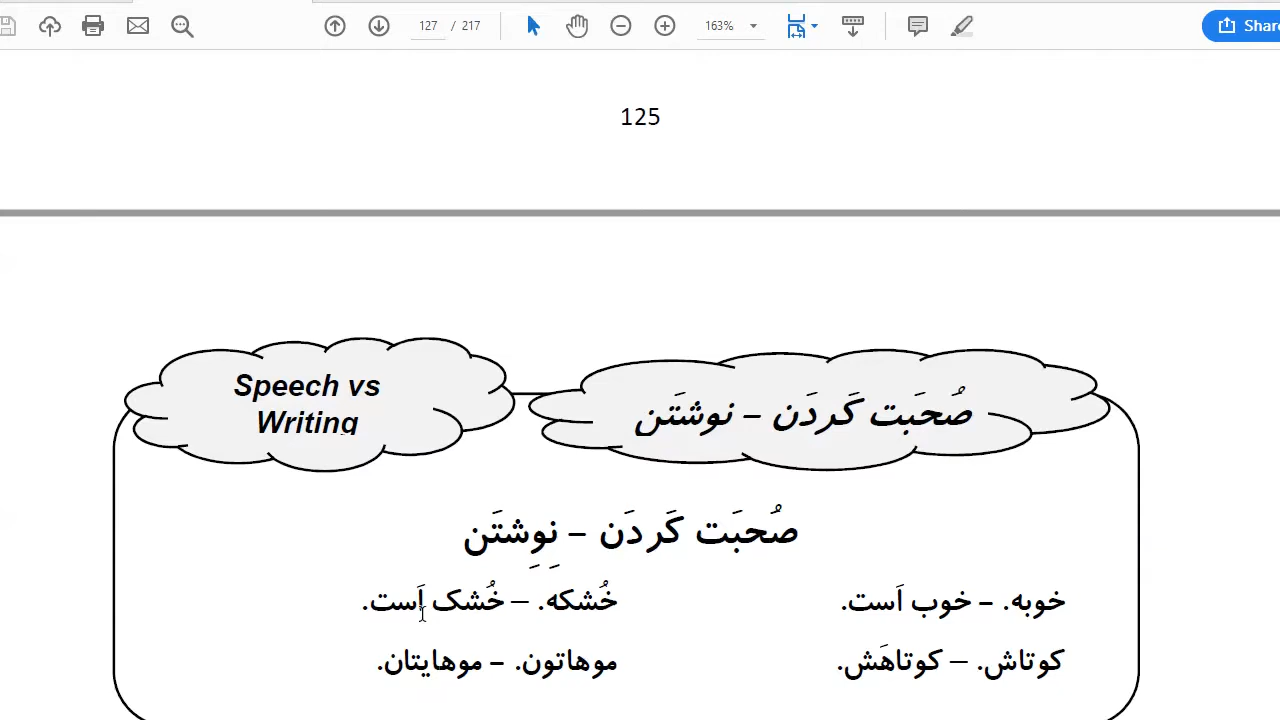 127 / 217
163%
Share
125
Speech vs
Writing
صُحبَت کَردَن – نوشتَن
صُحبَت کَردَن – نِوِشتَن
خوبه. – خوب اَست.
خُشکه. – خُشک اَست.
کوتاش. – کوتاهَش.
موهاتون. – موهایتان.